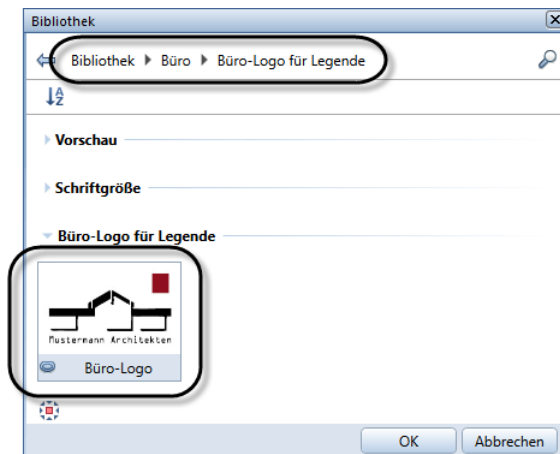 Bibliothek
Bibliothek Büro Büro-Logo für Legende
AZ
Vorschau
Schriftgröße
Büro-Logo für Legende
Mustermann Architekten
Büro-Logo
OK Abbrechen